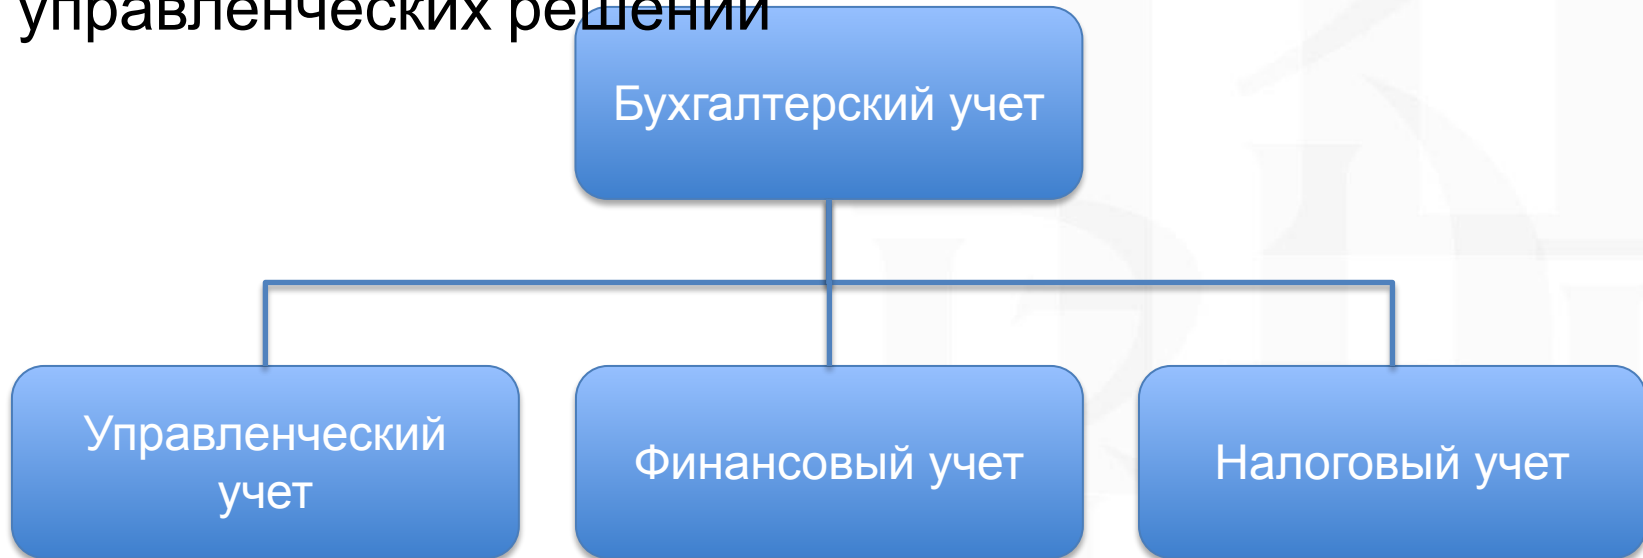 управленческих решений
Бухгалтерский учет
Управленческий
учет
Финансовый учет
Налоговый учет